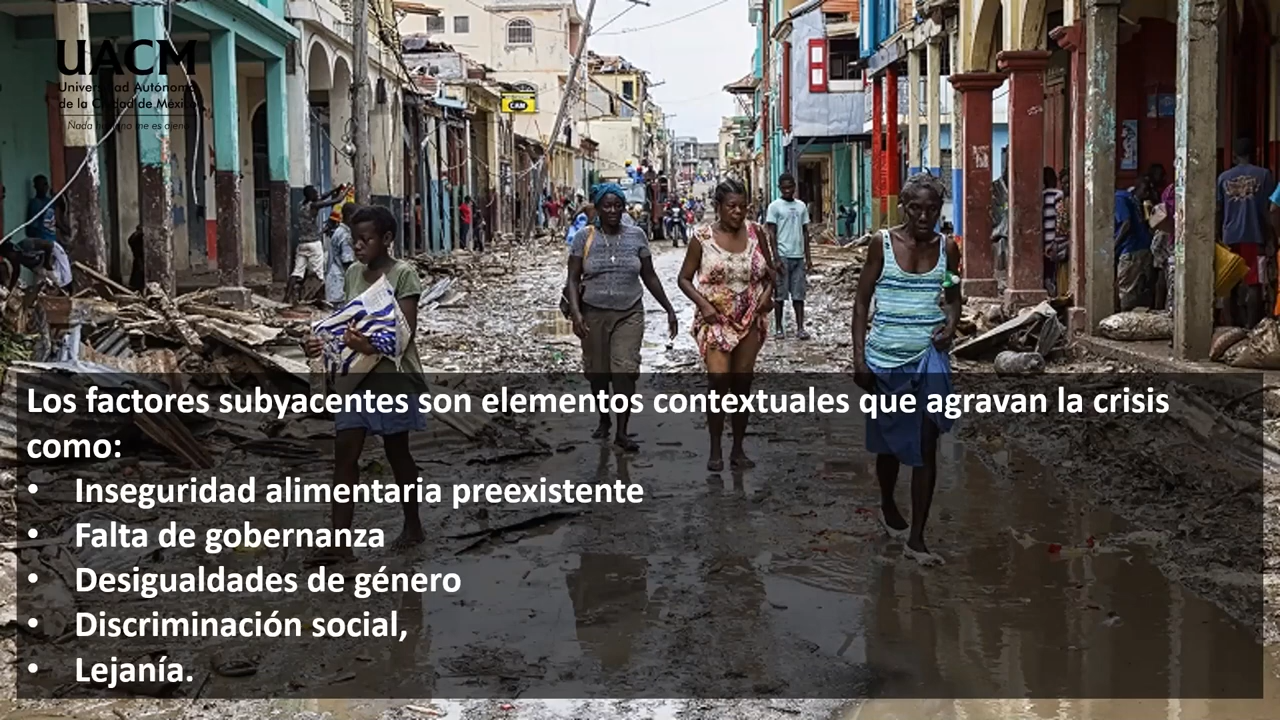 UACM
Universidad Autónoma
de la Ciudad de México
Nada humano me es ajeno
CAM
Los factores subyacentes son elementos contextuales que agravan la crisis
como:
• Inseguridad alimentaria preexistente
• Falta de gobernanza
• Desigualdades de género
• Discriminación social,
• Lejanía.